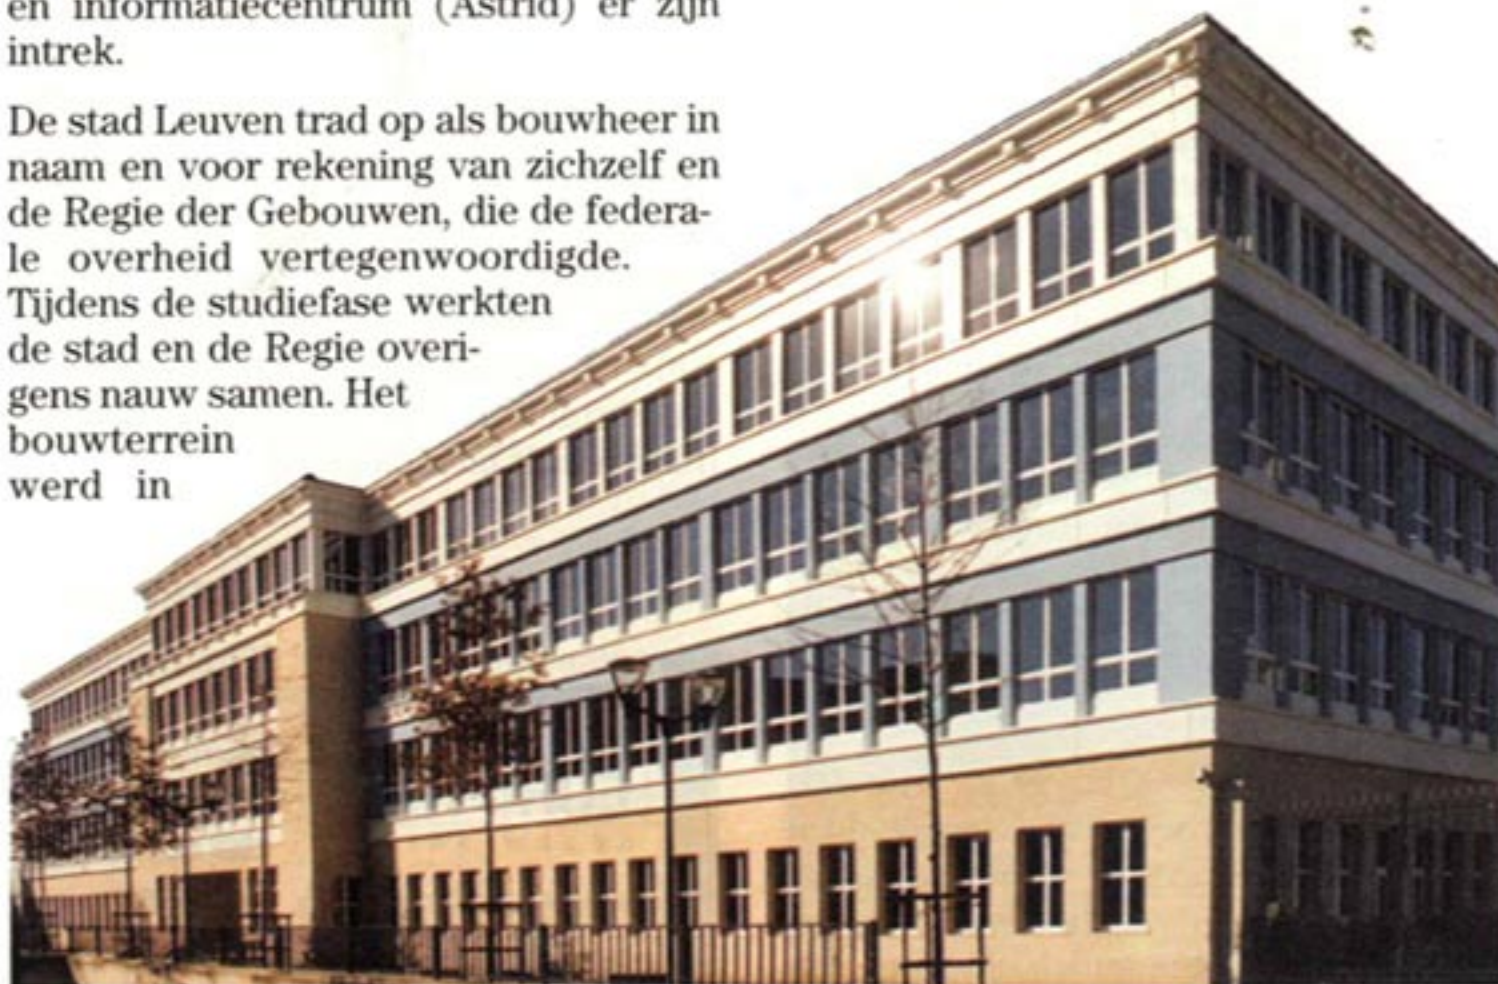 en informatiecentrum (Astrid) er zijn
intrek.
De stad Leuven trad op als bouwheer in
naam en voor rekening van zichzelf en
de Regie der Gebouwen, die de federa-
le overheid vertegenwoordigde.
Tijdens de studiefase werkten
de stad en de Regie overi-
gens nauw samen. Het
bouwterrein
werd in